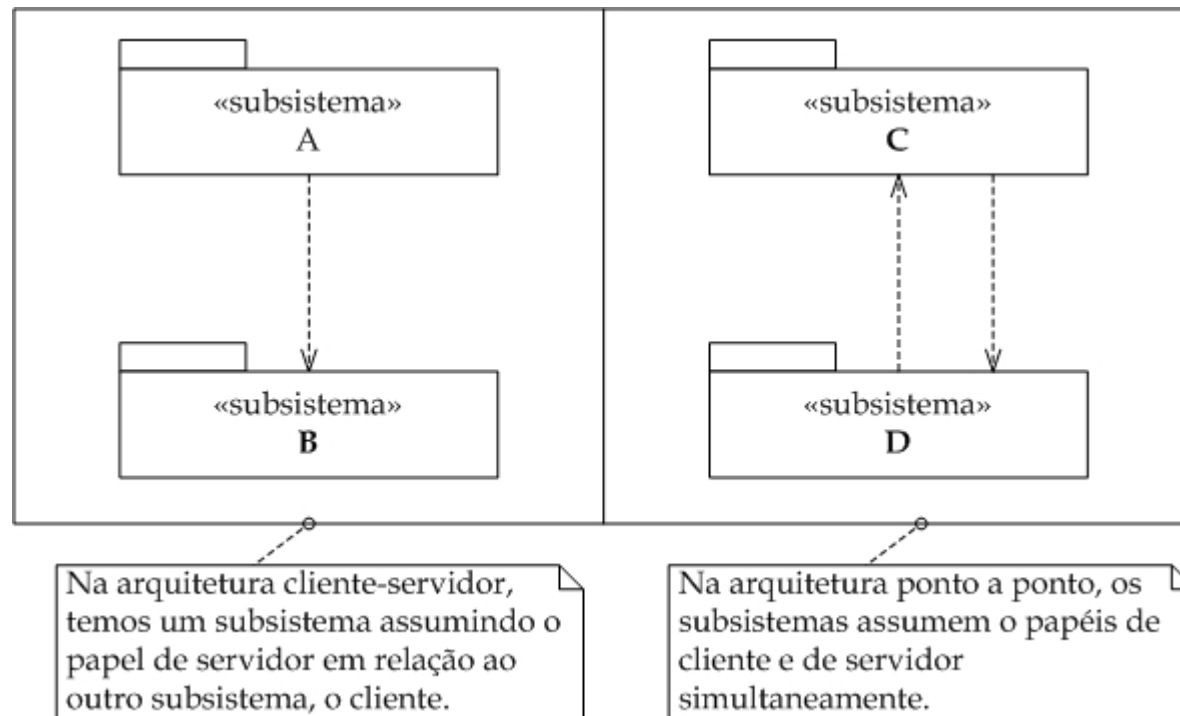 «subsistema»
A
«subsistema»
B
Na arquitetura cliente-servidor,
temos um subsistema assumindo o
papel de servidor em relação ao
outro subsistema, o cliente.
«subsistema»
C
«subsistema»
D
Na arquitetura ponto a ponto, os
subsistemas assumem o papéis de
cliente e de servidor
simultaneamente.